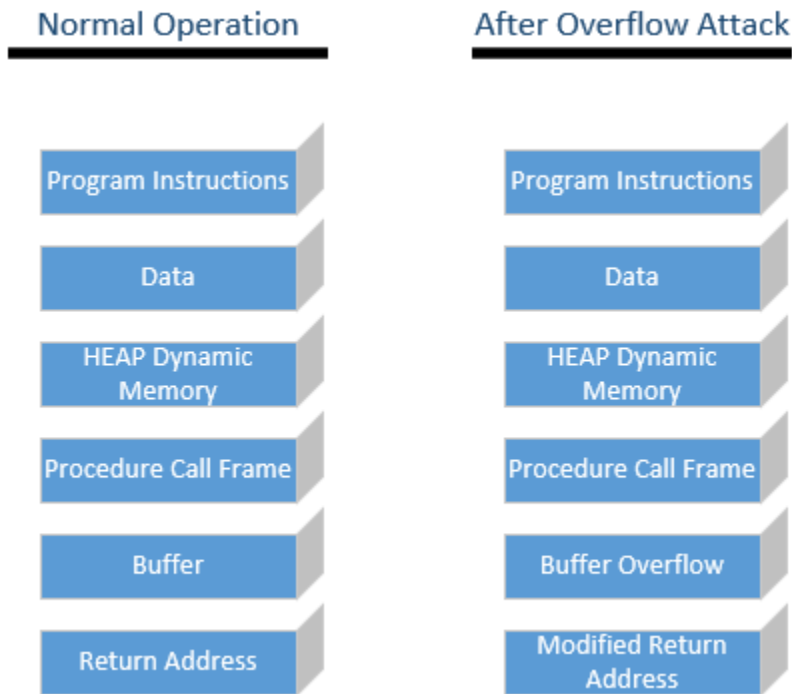 Normal Operation
Program Instructions
Data
HEAP Dynamic
Memory
Procedure Call Frame
Buffer
Return Address
After Overflow Attack
Program Instructions
Data
HEAP Dynamic
Memory
Procedure Call Frame
Buffer Overflow
Modified Return
Address